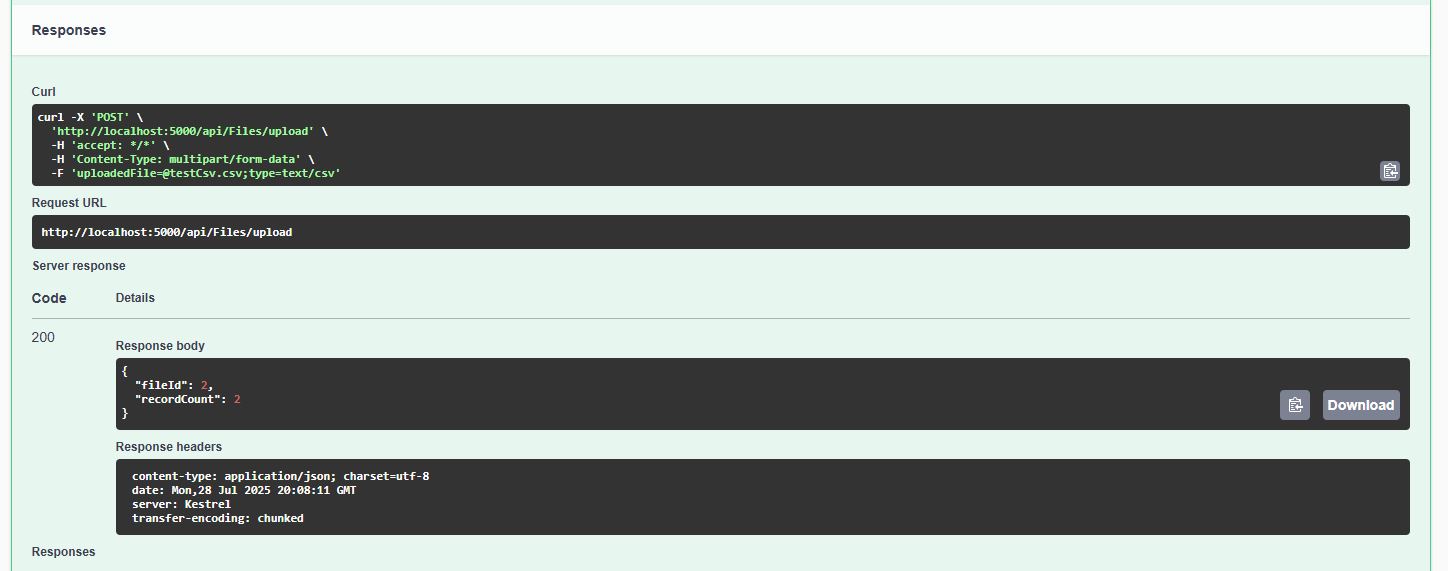 Responses
Curl
curl -X 'POST' \
  'http://localhost:5000/api/Files/upload' \
  -H 'accept: */*' \
  -H 'Content-Type: multipart/form-data' \
  -F 'uploadedFile=@testCsv.csv;type=text/csv'
Request URL
http://localhost:5000/api/Files/upload
Server response
Code Details
200
Response body
{
  "fileId": 2,
  "recordCount": 2
}
Download
Response headers
content-type: application/json; charset=utf-8
date: Mon,28 Jul 2025 20:08:11 GMT
server: Kestrel
transfer-encoding: chunked
Responses